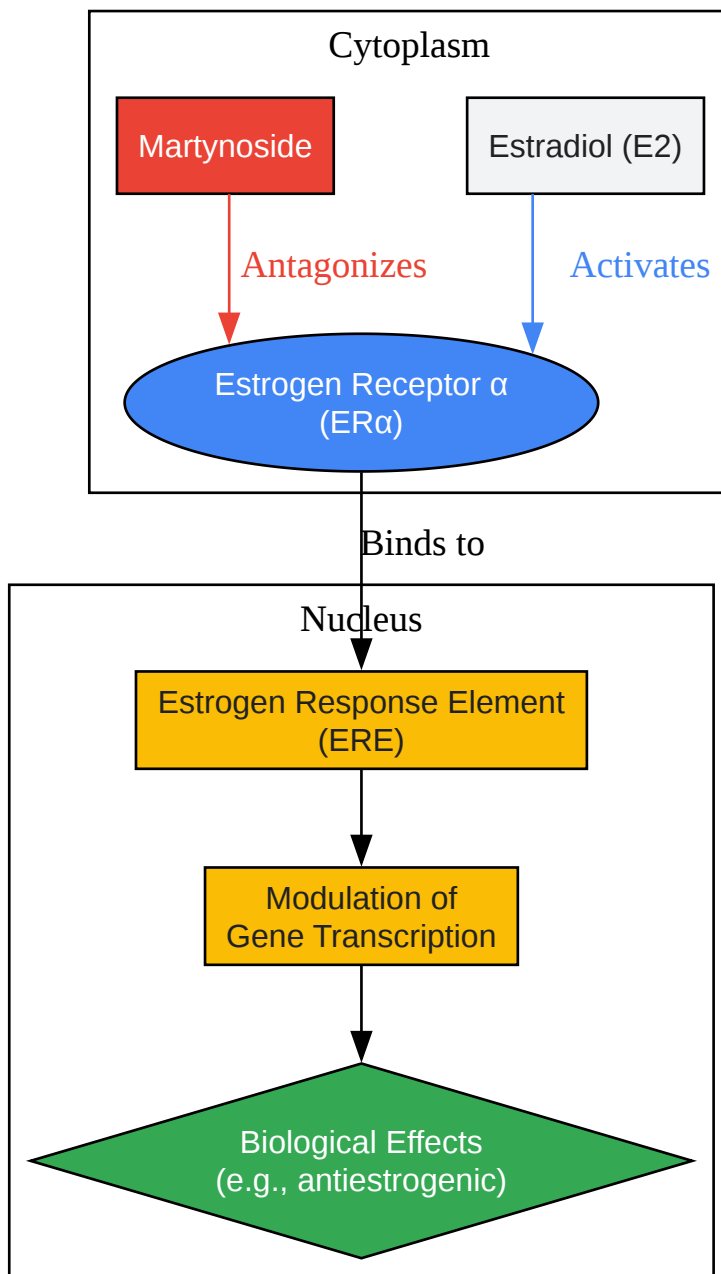 Cytoplasm
Martynoside
Estradiol (E2)
Antagonizes
Activates
Estrogen Receptor α
(ERα)
Binds to
Nucleus
Estrogen Response Element
(ERE)
Modulation of
Gene Transcription
Biological Effects
(e.g., antiestrogenic)